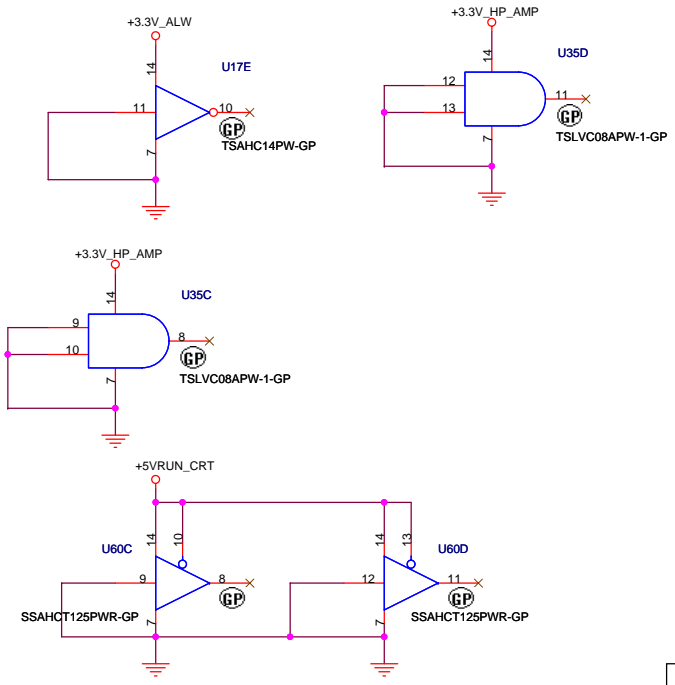 +3.3V_ALW
14
U17E
11
10
GP
TSAHC14PW-GP
7
+3.3V_HP_AMP
14
U35D
12
13
11
GP
TSLVC08APW-1-GP
7
+3.3V_HP_AMP
14
U35C
9
10
8
GP
TSLVC08APW-1-GP
7
+5VRUN_CRT
14
10
U60C
9
8
GP
SSAHCT125PWR-GP
7
14
13
U60D
12
11
GP
SSAHCT125PWR-GP
7